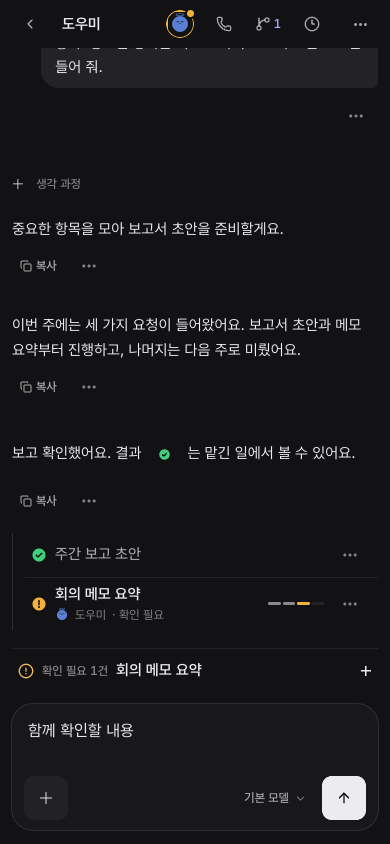 도우미
1
들어 줘.
생각 과정
중요한 항목을 모아 보고서 초안을 준비할게요.
복사
이번 주에는 세 가지 요청이 들어왔어요. 보고서 초안과 메모
요약부터 진행하고, 나머지는 다음 주로 미뤘어요.
복사
보고 확인했어요. 결과 는 맡긴 일에서 볼 수 있어요.
복사
주간 보고 초안
회의 메모 요약
도우미 · 확인 필요
확인 필요 1건 회의 메모 요약
함께 확인할 내용
기본 모델